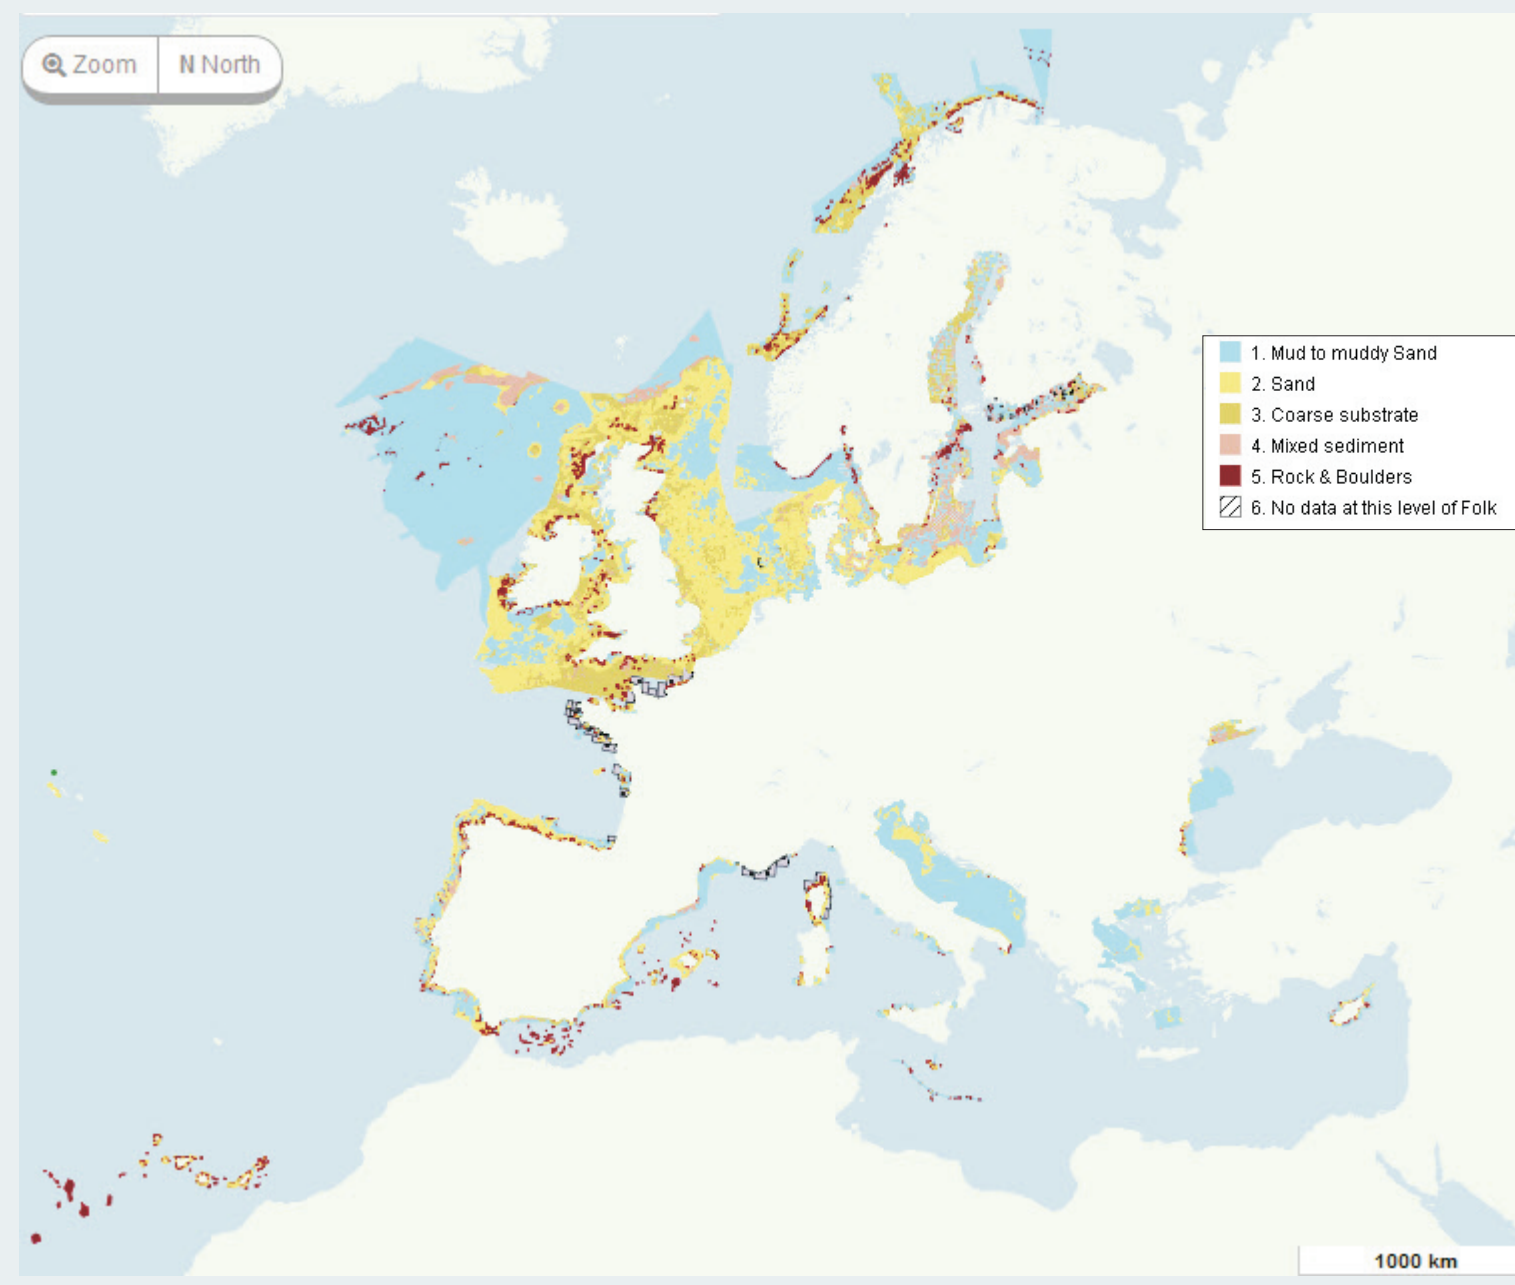 Zoom
N North
1. Mud to muddy Sand
2. Sand
3. Coarse substrate
4. Mixed sediment
5. Rock & Boulders
6. No data at this level of Folk
1000 km